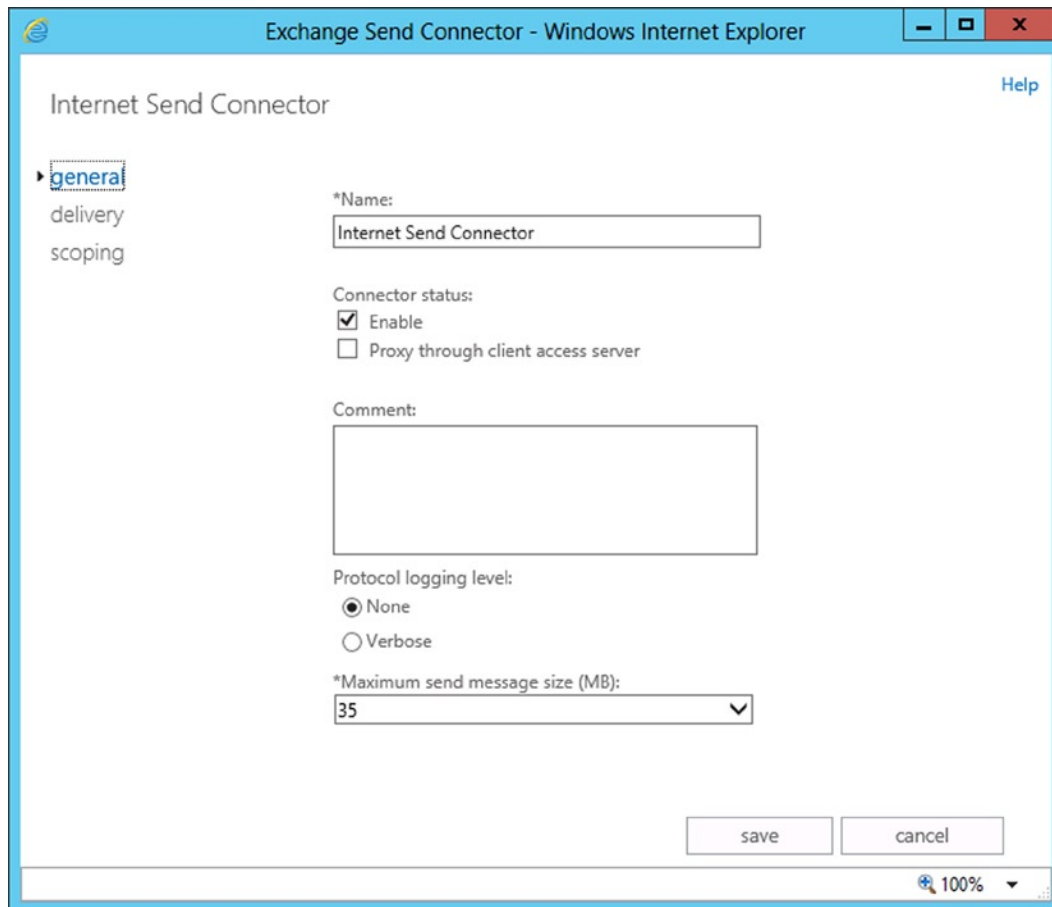 Exchange Send Connector - Windows Internet Explorer
Help
Internet Send Connector
general
delivery
scoping
*Name:
Internet Send Connector
Connector status:
Enable
Proxy through client access server
Comment:
Protocol logging level:
None
Verbose
*Maximum send message size (MB):
35
save
cancel
100%